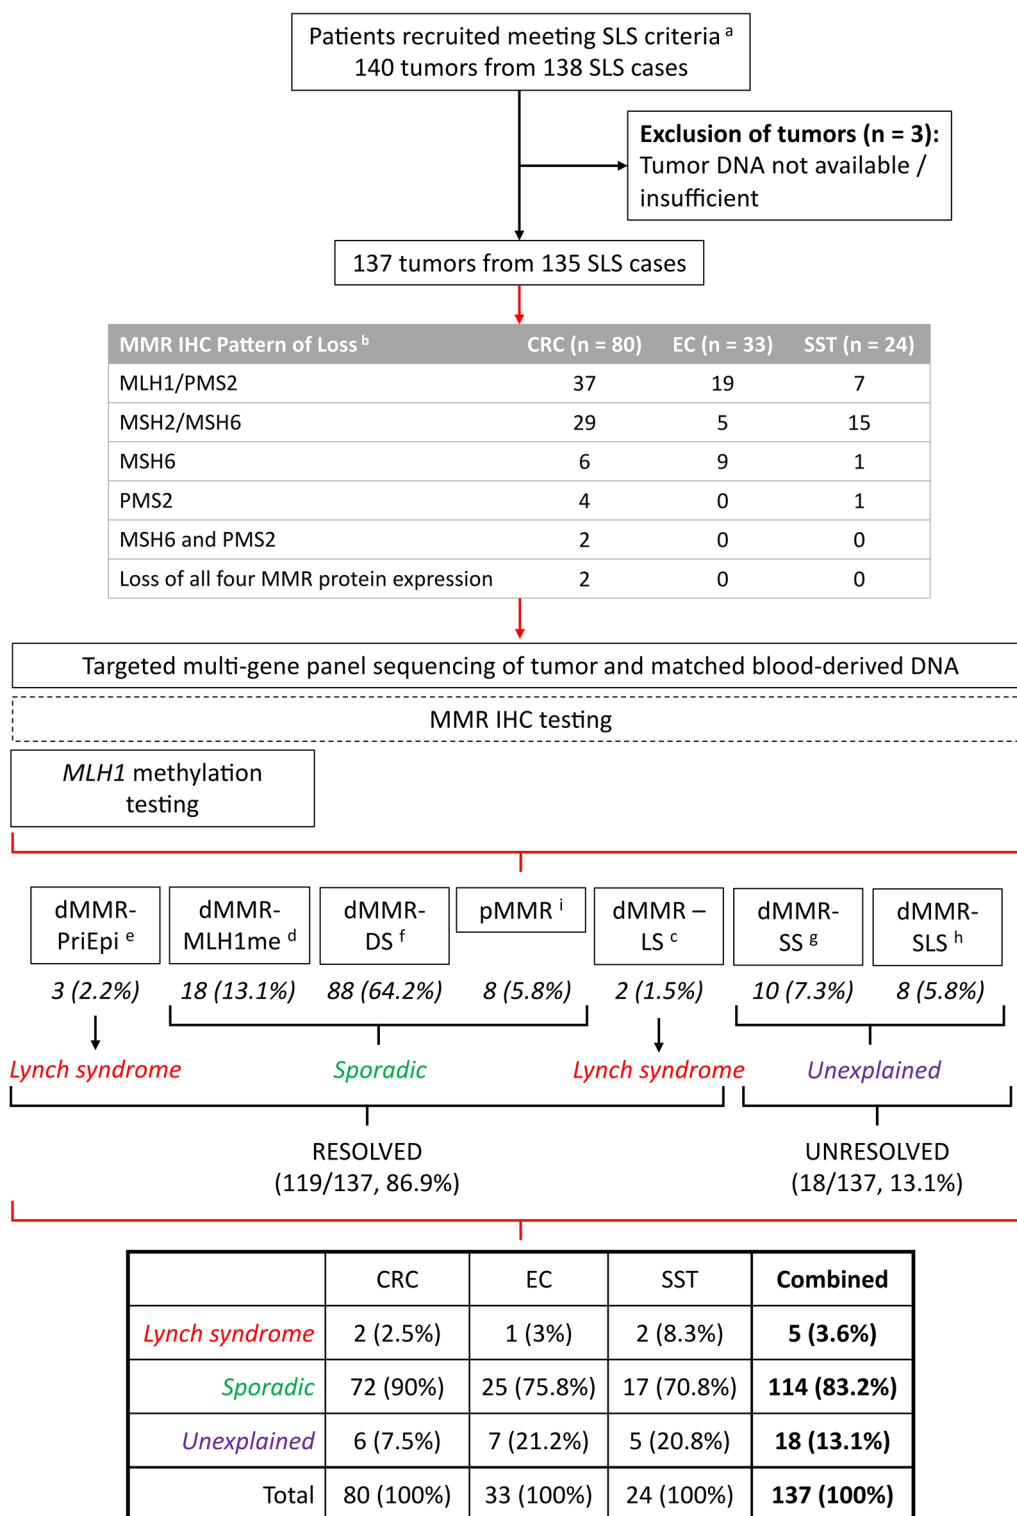 Patients recruited meeting SLS criteria a
140 tumors from 138 SLS cases
Exclusion of tumors (n = 3):
Tumor DNA not available /
insufficient
137 tumors from 135 SLS cases
MMR IHC Pattern of Loss b CRC (n = 80) EC (n = 33) SST (n = 24)
MLH1/PMS2 37 19 7
MSH2/MSH6 29 5 15
MSH6 6 9 1
PMS2 4 0 1
MSH6 and PMS2 2 0 0
Loss of all four MMR protein expression 2 0 0
Targeted multi-gene panel sequencing of tumor and matched blood-derived DNA
MMR IHC testing
MLH1 methylation
testing
dMMR-
PriEpi e
dMMR-
MLH1me d
dMMR-
DS f
pMMR i
dMMR –
LS c
dMMR-
SS g
dMMR-
SLS h
3 (2.2%) 18 (13.1%) 88 (64.2%) 8 (5.8%) 2 (1.5%) 10 (7.3%) 8 (5.8%)
Lynch syndrome Sporadic Lynch syndrome Unexplained
RESOLVED
(119/137, 86.9%)
UNRESOLVED
(18/137, 13.1%)
CRC EC SST Combined
Lynch syndrome 2 (2.5%) 1 (3%) 2 (8.3%) 5 (3.6%)
Sporadic 72 (90%) 25 (75.8%) 17 (70.8%) 114 (83.2%)
Unexplained 6 (7.5%) 7 (21.2%) 5 (20.8%) 18 (13.1%)
Total 80 (100%) 33 (100%) 24 (100%) 137 (100%)